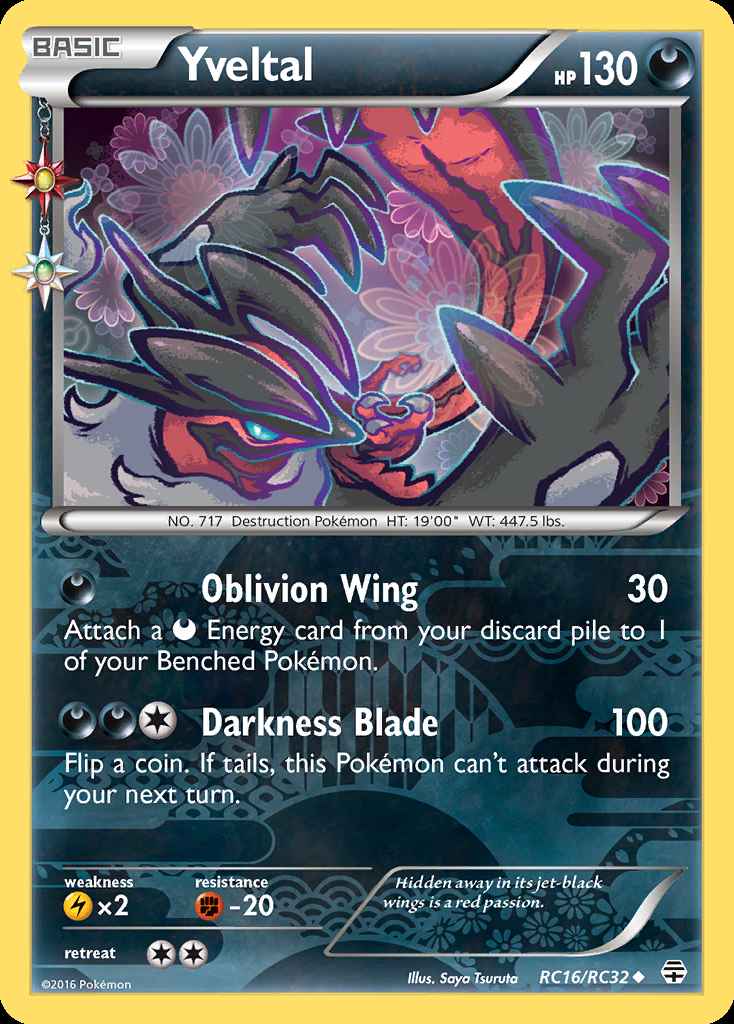 BASIC
Yveltal
HP130
NO. 717 Destruction Pokémon HT: 19'00" WT: 447.5 lbs.
Oblivion Wing 30
Attach a Energy card from your discard pile to 1
of your Benched Pokémon.
Darkness Blade 100
Flip a coin. If tails, this Pokémon can't attack during
your next turn.
weakness
×2
resistance
-20
Hidden away in its jet-black
wings is a red passion.
retreat
©2016 Pokémon
Illus. Saya Tsuruta
RC16/RC32